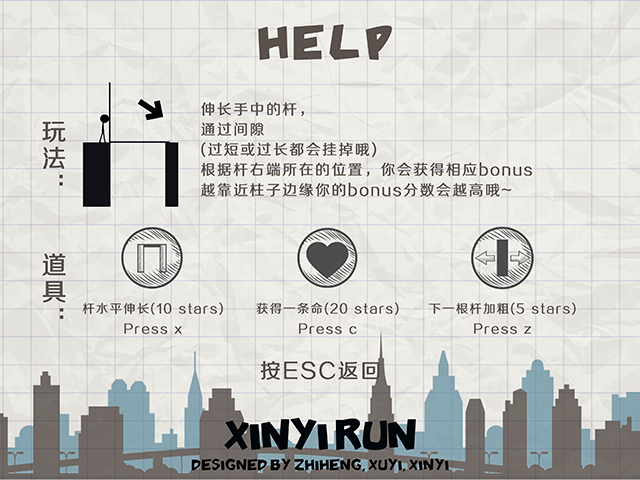 HELP
玩法：
伸长手中的杆，
通过间隙
(过短或过长都会挂掉哦)
根据杆右端所在的位置，你会获得相应bonus
越靠近柱子边缘你的bonus分数会越高哦~
道具：
杆水平伸长(10 stars)
Press x
获得一条命(20 stars)
Press c
下一根杆加粗(5 stars)
Press z
按ESC返回
XINYI RUN
DESIGNED BY ZHIHENG, XUYI, XINYI